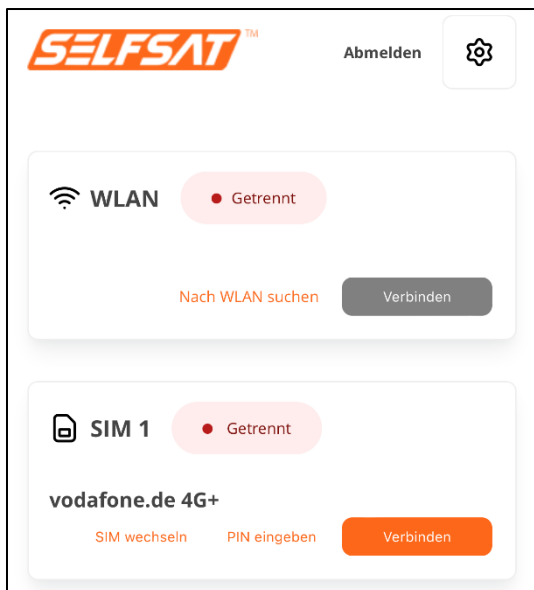 SELFSAT™
Abmelden
WLAN
Getrennt
Nach WLAN suchen
Verbinden
SIM 1
Getrennt
vodafone.de 4G+
SIM wechseln
PIN eingeben
Verbinden